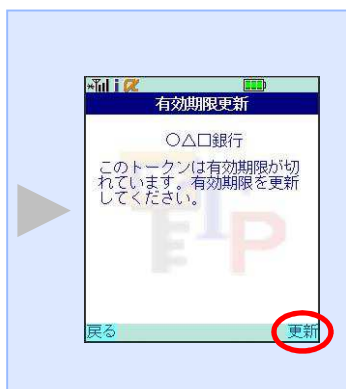 有効期限更新
○△□銀行
このトークンは有効期限が切
れています。有効期限を更新
してください。
戻る 更新